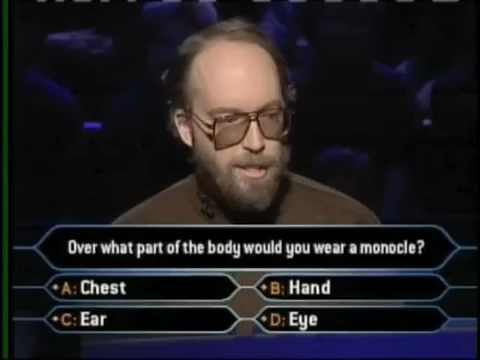 Over what part of the body would you wear a monocle?
A: Chest
B: Hand
C: Ear
D: Eye